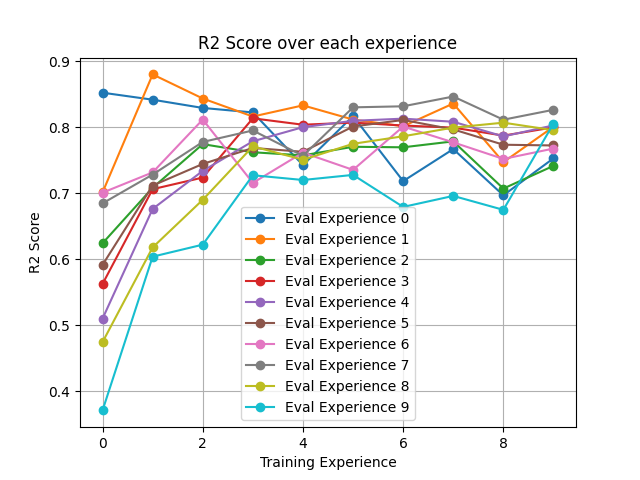 R2 Score over each experience
0.9
0.8
0.7
0.6
0.5
0.4
R2 Score
Eval Experience 0
Eval Experience 1
Eval Experience 2
Eval Experience 3
Eval Experience 4
Eval Experience 5
Eval Experience 6
Eval Experience 7
Eval Experience 8
Eval Experience 9
0 2 4 6 8
Training Experience